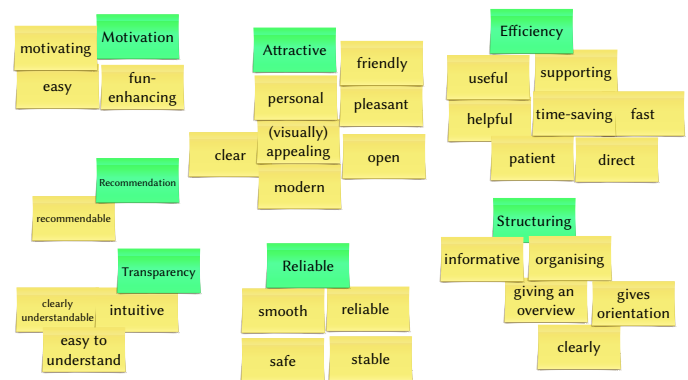 Motivation
motivating
easy
fun-
enhancing
Attractive
friendly
personal
pleasant
(visually)
appealing
clear
open
modern
Efficiency
useful
supporting
helpful
time-saving
fast
patient
direct
Recommendation
recommendable
Transparency
clearly
understandable
intuitive
easy to
understand
Reliable
smooth
reliable
safe
stable
Structuring
informative
organising
giving an
overview
gives
orientation
clearly